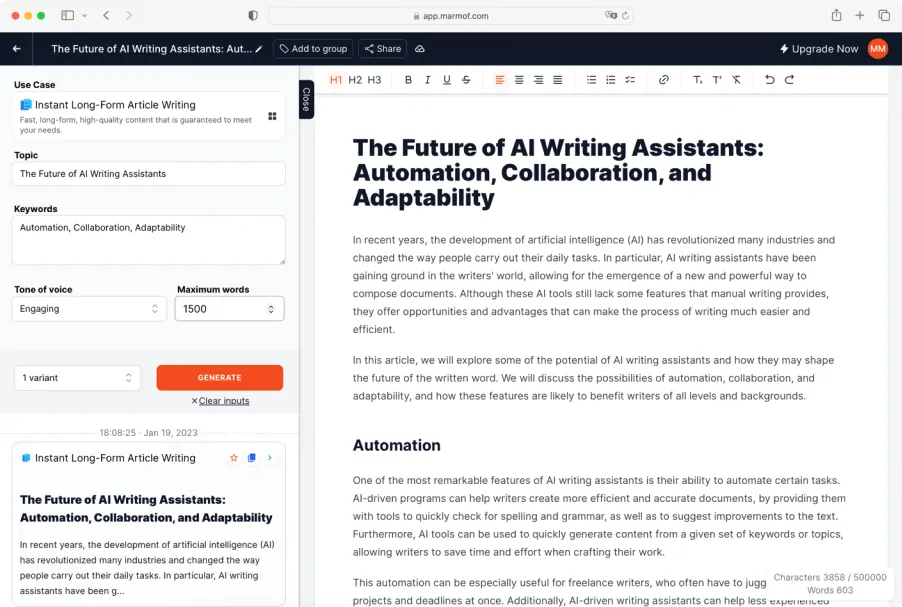 app.marmof.com
The Future of AI Writing Assistants: Aut...
Add to group
Share
Upgrade Now
MM
Use Case
Instant Long-Form Article Writing
Fast, long-form, high-quality content that is guaranteed to meet
your needs.
Topic
The Future of AI Writing Assistants
Keywords
Automation, Collaboration, Adaptability
Tone of voice
Maximum words
Engaging
1500
1 variant
GENERATE
×Clear inputs
18:08:25 · Jan 19, 2023
Instant Long-Form Article Writing
The Future of AI Writing Assistants:
Automation, Collaboration, and Adaptability
In recent years, the development of artificial intelligence (AI)
has revolutionized many industries and changed the way
people carry out their daily tasks. In particular, AI writing
assistants have been g...
Close
H1 H2 H3
B I U S
The Future of AI Writing Assistants:
Automation, Collaboration, and
Adaptability
In recent years, the development of artificial intelligence (AI) has revolutionized many industries and
changed the way people carry out their daily tasks. In particular, AI writing assistants have been
gaining ground in the writers' world, allowing for the emergence of a new and powerful way to
compose documents. Although these AI tools still lack some features that manual writing provides,
they offer opportunities and advantages that can make the process of writing much easier and
efficient.
In this article, we will explore some of the potential of AI writing assistants and how they may shape
the future of the written word. We will discuss the possibilities of automation, collaboration, and
adaptability, and how these features are likely to benefit writers of all levels and backgrounds.
Automation
One of the most remarkable features of AI writing assistants is their ability to automate certain tasks.
AI-driven programs can help writers create more efficient and accurate documents, by providing them
with tools to quickly check for spelling and grammar, as well as to suggest improvements to the text.
Furthermore, AI tools can be used to quickly generate content from a given set of keywords or topics,
allowing writers to save time and effort when crafting their work.
This automation can be especially useful for freelance writers, who often have to jugg
projects and deadlines at once. Additionally, AI-driven writing assistants can help less experienced
Characters 3858 / 500000
Words 603